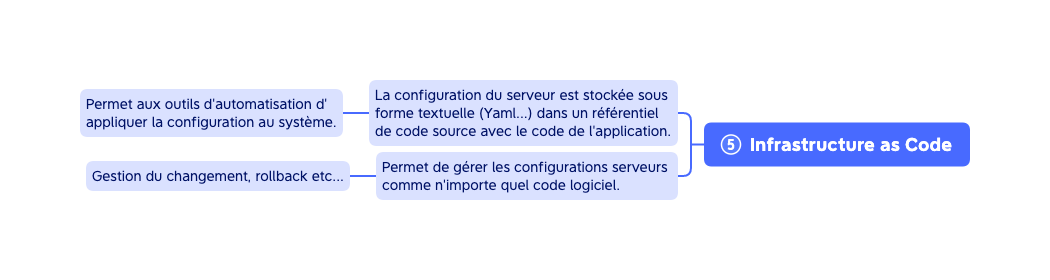 ⑤ Infrastructure as Code
La configuration du serveur est stockée sous
forme textuelle (Yaml...) dans un référentiel
de code source avec le code de l'application.
Permet aux outils d'automatisation d'
appliquer la configuration au système.
Permet de gérer les configurations serveurs
comme n'importe quel code logiciel.
Gestion du changement, rollback etc...